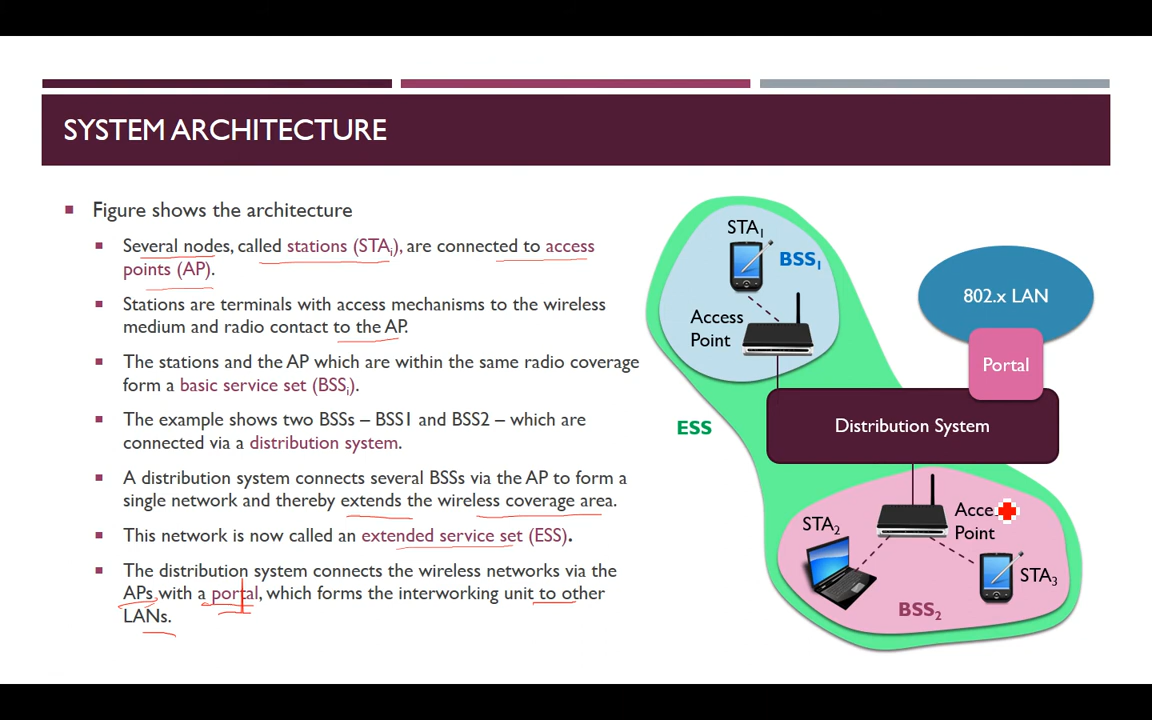 SYSTEM ARCHITECTURE
Figure shows the architecture
Several nodes, called stations (STAi), are connected to access
points (AP).
Stations are terminals with access mechanisms to the wireless
medium and radio contact to the AP.
The stations and the AP which are within the same radio coverage
form a basic service set (BSSi).
The example shows two BSSs – BSS1 and BSS2 – which are
connected via a distribution system.
A distribution system connects several BSSs via the AP to form a
single network and thereby extends the wireless coverage area.
This network is now called an extended service set (ESS).
The distribution system connects the wireless networks via the
APs with a portal, which forms the interworking unit to other
LANs.
STA1
BSS1
Access
Point
802.x LAN
Portal
ESS
Distribution System
STA2
Point
STA3
BSS2